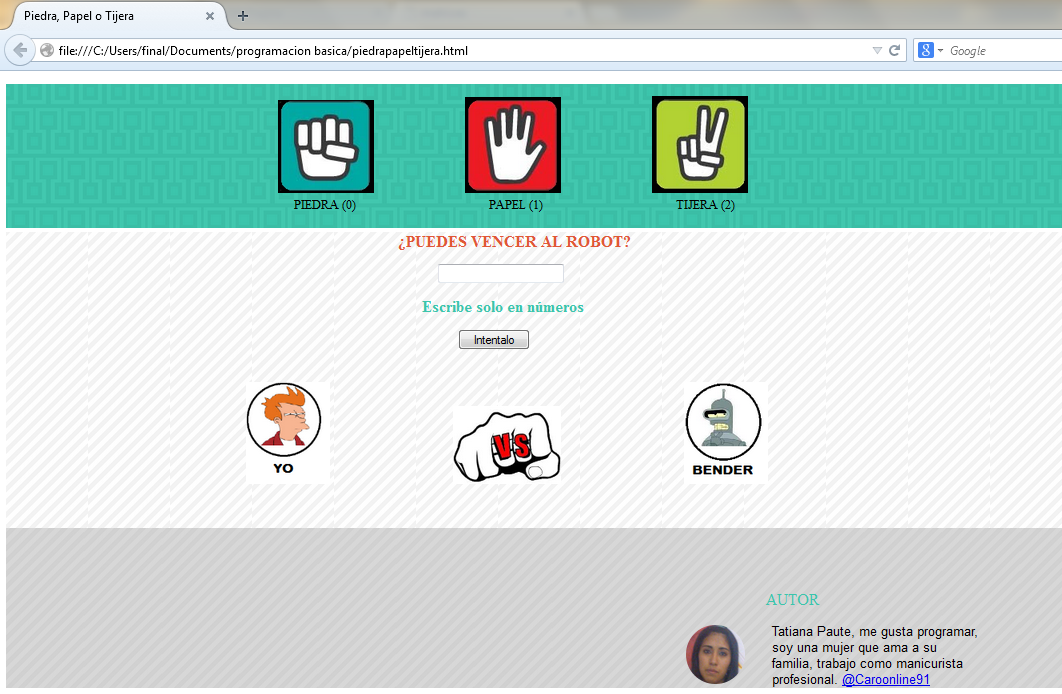 Piedra, Papel o Tijera
file:///C:/Users/final/Documents/programacion basica/piedrapapeltijera.html
Google
PIEDRA (0)
PAPEL (1)
TIJERA (2)
¿PUEDES VENCER AL ROBOT?
Escribe solo en números
Intentalo
YO
VS
BENDER
AUTOR
Tatiana Paute, me gusta programar,
soy una mujer que ama a su
familia, trabajo como manicurista
profesional. @Caroonline91